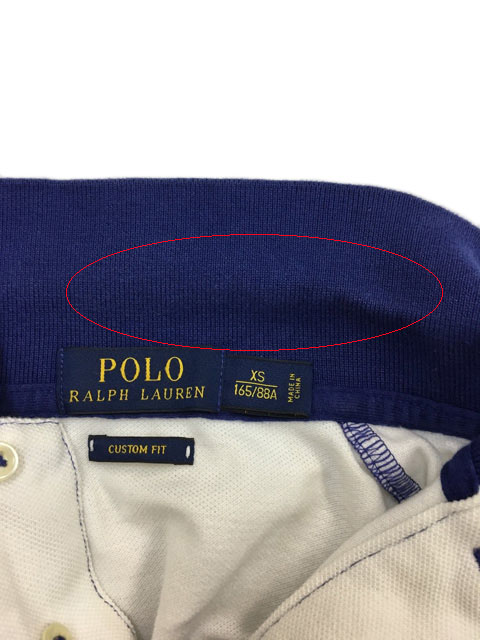 POLO
RALPH LAUREN
XS
165/88A
MADE IN
CHINA
CUSTOM FIT